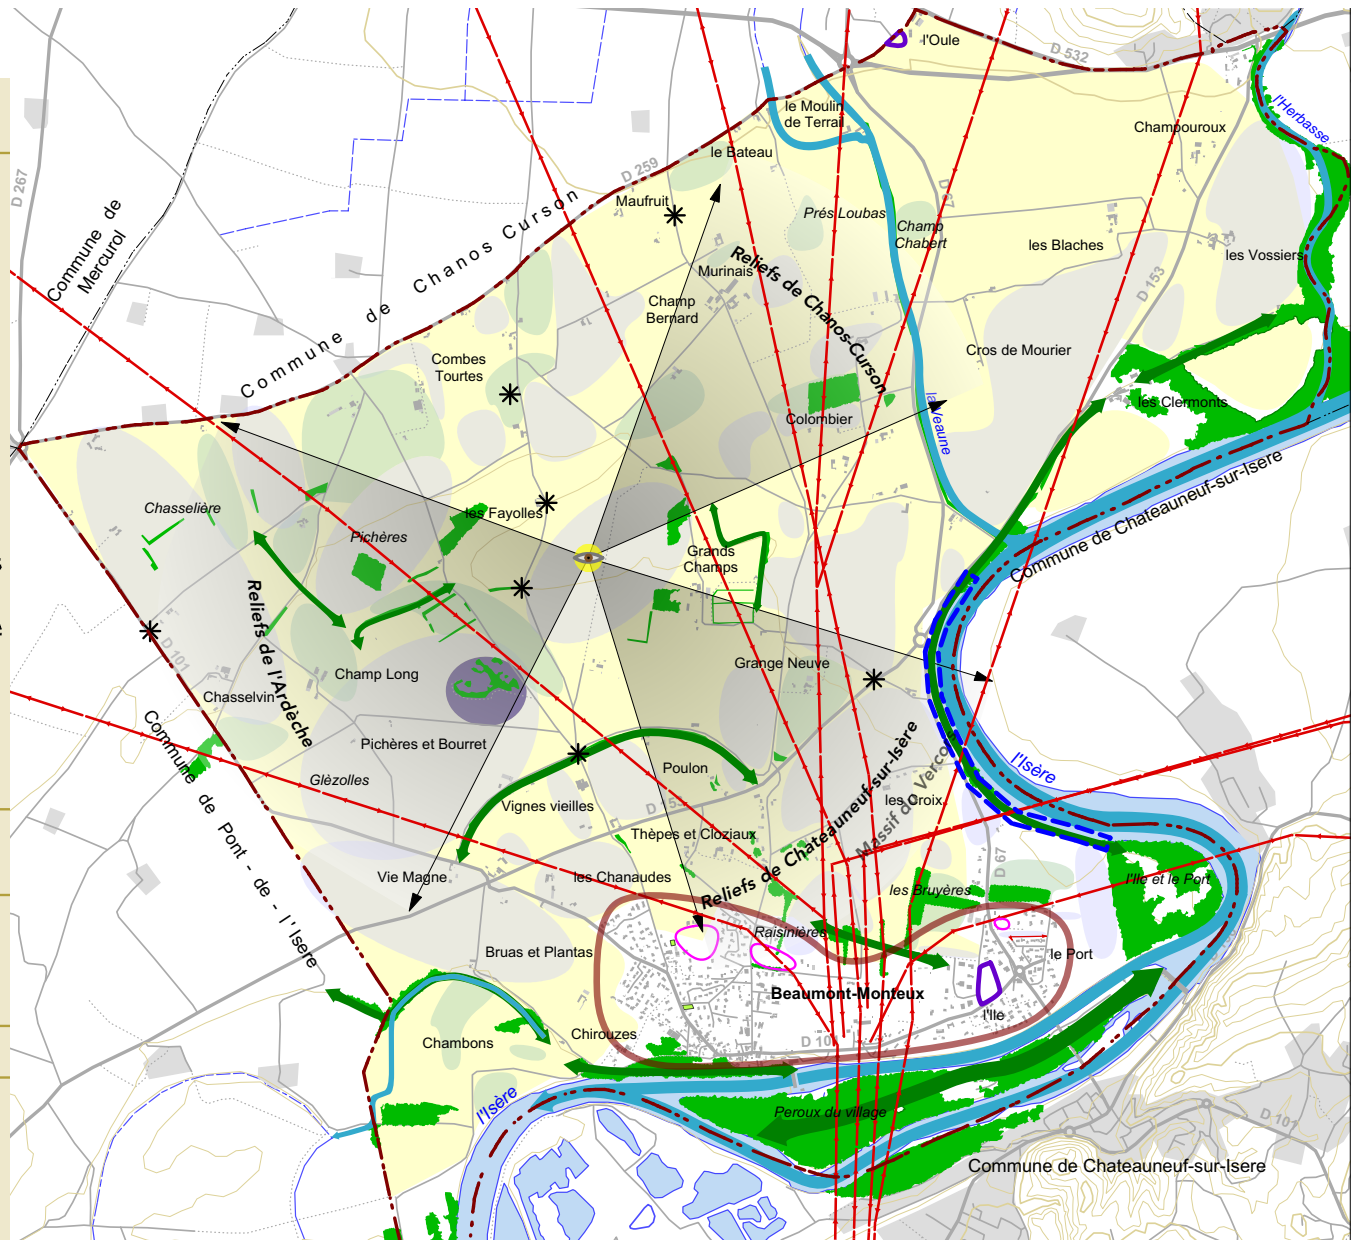 l'Oule
D 532
l'Herbasse
le Moulin
de Terrail
Champouroux
D 267
D 259
le Bateau
Commune de
Mercurol
Commune de Chanos Curson
Maufruit
Prés Loubas
Champ
Chabert
les Blaches
les Vossiers
Murinais
Reliefs de Chanos-Curson
D 153
Champ
Bernard
Cros de Mourier
Combes
Tourtes
Colombier
les Clermonts
la Veaune
Commune de Chateauneuf-sur-Isère
Chasselière
les Fayolles
Pichères
Grands
Champs
Reliefs de l'Ardèche
D 101
Champ Long
Grange Neuve
Chasselvin
Commune de Pont - de - l' Isere
Pichères et Bourret
Glèzolles
Poulon
l'Isère
Vignes vieilles
les Croix
Massif du Vercors
Reliefs de Chateauneuf-sur-Isère
Thèpes et Cloziaux
D 67
Vie Magne
les Chanaudes
les Bruyères
l'Ile et le Port
Raisinières
Bruas et Plantas
le Port
Beaumont-Monteux
l'Ile
Chirouzes
Chambons
l'Isère
Peroux du village
D 101
Commune de Chateauneuf-sur-Isere